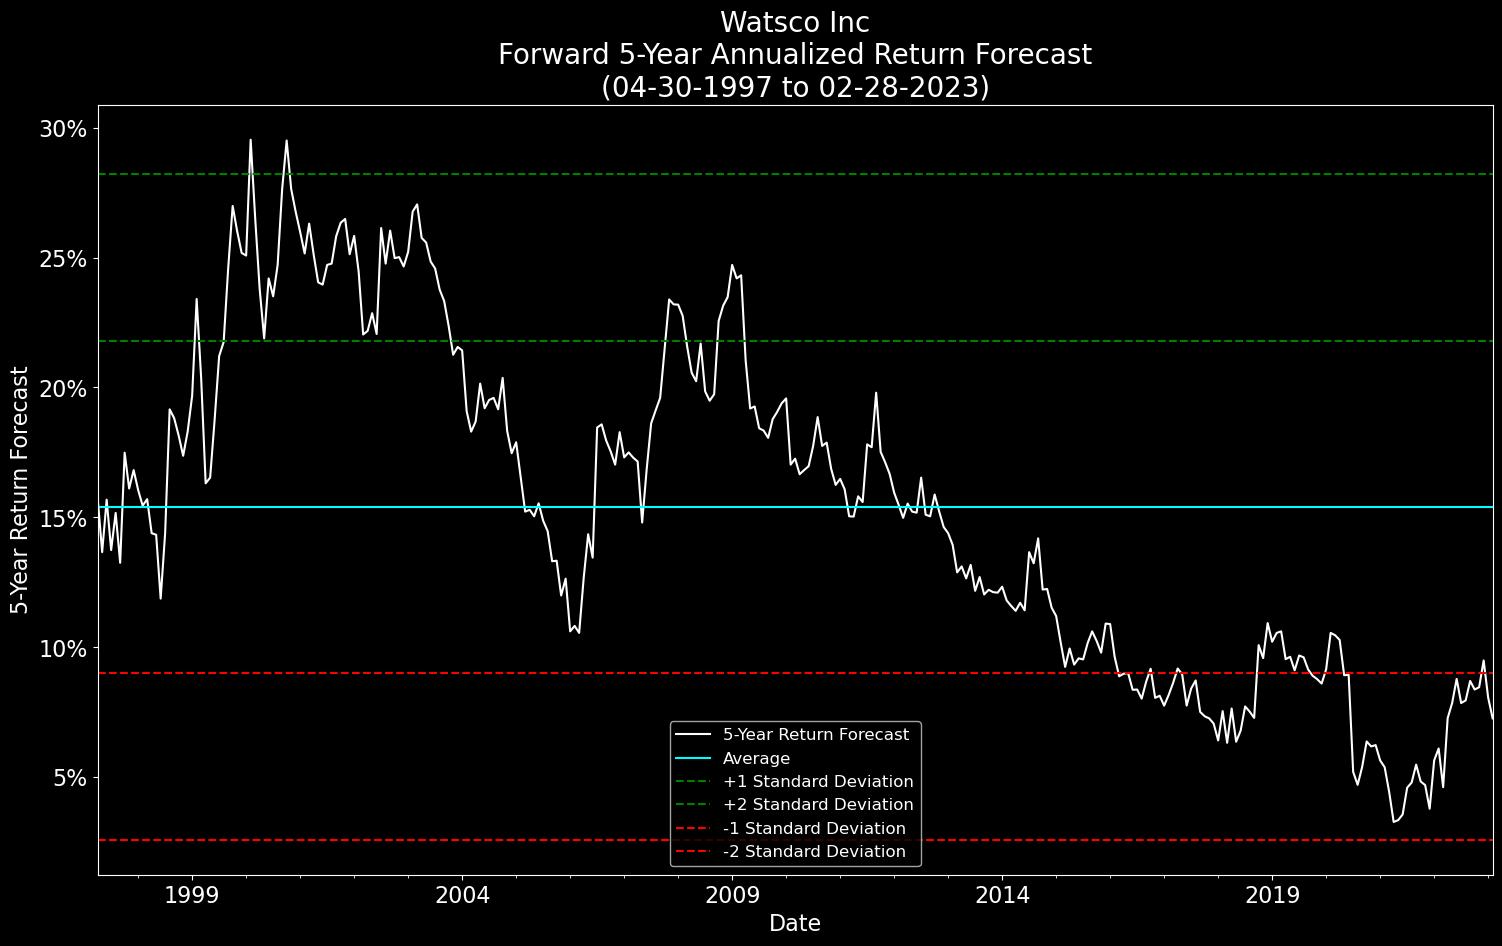 Watsco Inc
Forward 5-Year Annualized Return Forecast
(04-30-1997 to 02-28-2023)
30%
25%
20%
15%
10%
5%
5-Year Return Forecast
5-Year Return Forecast
Average
+1 Standard Deviation
+2 Standard Deviation
-1 Standard Deviation
-2 Standard Deviation
1999 2004 2009 2014 2019
Date